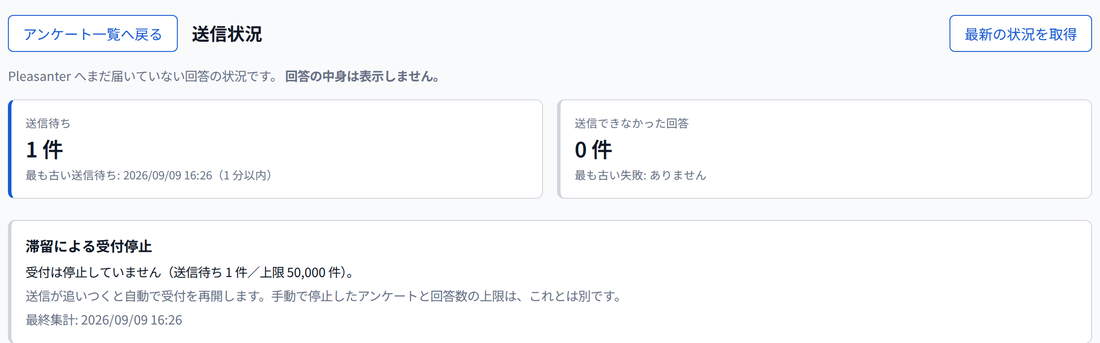 アンケート一覧へ戻る 送信状況 最新の状況を取得
Pleasanter へまだ届いていない回答の状況です。 回答の中身は表示しません。
送信待ち
1 件
最も古い送信待ち: 2026/09/09 16:26（1 分以内）
送信できなかった回答
0 件
最も古い失敗: ありません
滞留による受付停止
受付は停止していません（送信待ち 1 件／上限 50,000 件）。
送信が追いつくと自動で受付を再開します。手動で停止したアンケートと回答数の上限は、これとは別です。
最終集計: 2026/09/09 16:26